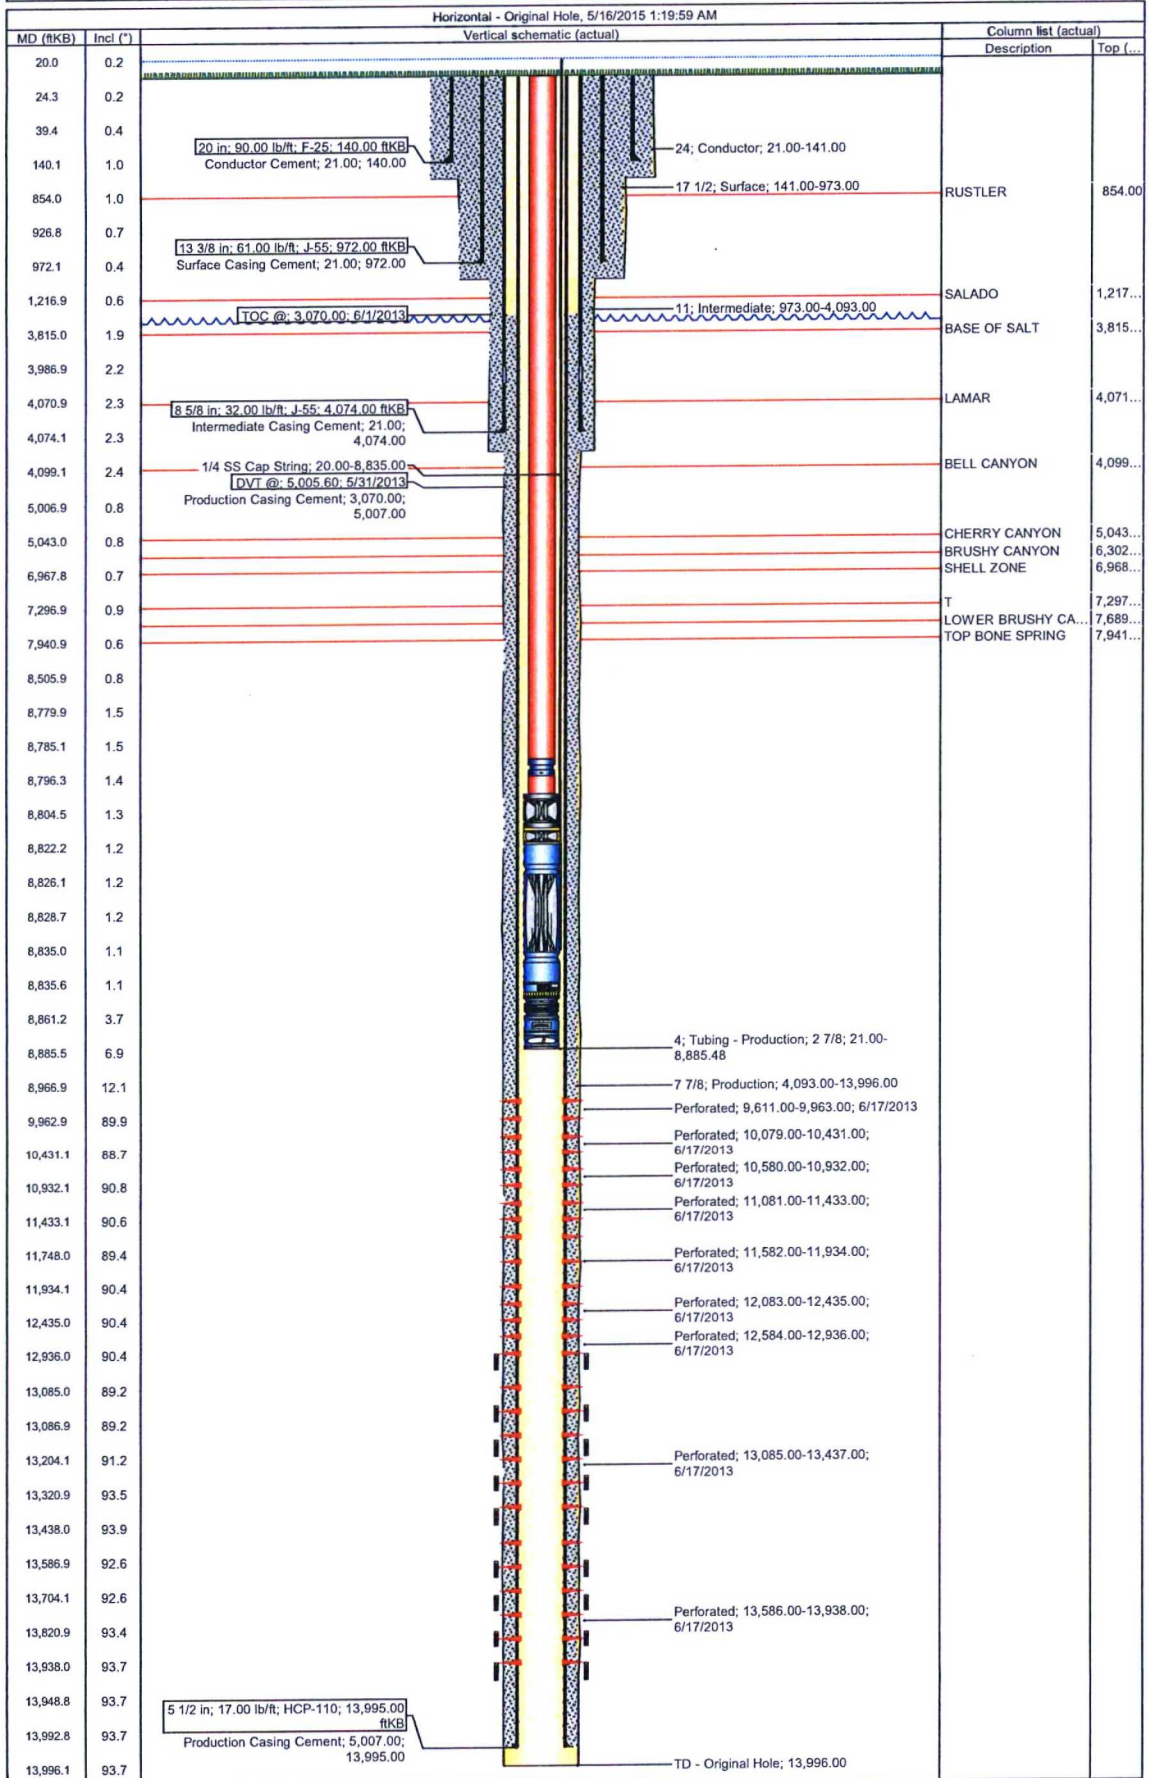 Horizontal - Original Hole, 5/16/2015 1:19:59 AM
MD (ftKB) Incl (°) Vertical schematic (actual) Column list (actual)
Description Top (...
20.0 0.2
24.3 0.2
39.4 0.4
20 in; 90.00 lb/ft; F-25; 140.00 ftKB
24; Conductor; 21.00-141.00
140.1 1.0
Conductor Cement; 21.00; 140.00
17 1/2; Surface; 141.00-973.00
854.0 1.0
RUSTLER 854.00
926.8 0.7
13 3/8 in; 61.00 lb/ft; J-55; 972.00 ftKB
972.1 0.4
Surface Casing Cement; 21.00; 972.00
1,216.9 0.6
SALADO 1,217...
11; Intermediate; 973.00-4,093.00
TOC @; 3,070.00; 6/1/2013
3,815.0 1.9
BASE OF SALT 3,815...
3,986.9 2.2
4,070.9 2.3
LAMAR 4,071...
8 5/8 in; 32.00 lb/ft; J-55; 4,074.00 ftKB
Intermediate Casing Cement; 21.00;
4,074.00
4,074.1 2.3
1/4 SS Cap String; 20.00-8,835.00
BELL CANYON 4,099...
4,099.1 2.4
DVT @; 5,005.60; 5/31/2013
Production Casing Cement; 3,070.00;
5,007.00
5,006.9 0.8
5,043.0 0.8
CHERRY CANYON 5,043...
BRUSHY CANYON 6,302...
SHELL ZONE 6,968...
6,967.8 0.7
7,296.9 0.9
T 7,297...
LOWER BRUSHY CA... 7,689...
TOP BONE SPRING 7,941...
7,940.9 0.6
8,505.9 0.8
8,779.9 1.5
8,785.1 1.5
8,796.3 1.4
8,804.5 1.3
8,822.2 1.2
8,826.1 1.2
8,828.7 1.2
8,835.0 1.1
8,835.6 1.1
8,861.2 3.7
8,885.5 6.9
4; Tubing - Production; 2 7/8; 21.00-
8,885.48
8,966.9 12.1
7 7/8; Production; 4,093.00-13,996.00
Perforated; 9,611.00-9,963.00; 6/17/2013
9,962.9 89.9
Perforated; 10,079.00-10,431.00;
6/17/2013
10,431.1 88.7
Perforated; 10,580.00-10,932.00;
6/17/2013
10,932.1 90.8
Perforated; 11,081.00-11,433.00;
6/17/2013
11,433.1 90.6
11,748.0 89.4
Perforated; 11,582.00-11,934.00;
6/17/2013
11,934.1 90.4
Perforated; 12,083.00-12,435.00;
6/17/2013
12,435.0 90.4
Perforated; 12,584.00-12,936.00;
6/17/2013
12,936.0 90.4
13,085.0 89.2
13,086.9 89.2
13,204.1 91.2
Perforated; 13,085.00-13,437.00;
6/17/2013
13,320.9 93.5
13,438.0 93.9
13,586.9 92.6
13,704.1 92.6
Perforated; 13,586.00-13,938.00;
6/17/2013
13,820.9 93.4
13,938.0 93.7
13,948.8 93.7
5 1/2 in; 17.00 lb/ft; HCP-110; 13,995.00
ftKB
13,992.8 93.7
Production Casing Cement; 5,007.00;
13,995.00
TD - Original Hole; 13,996.00
13,996.1 93.7